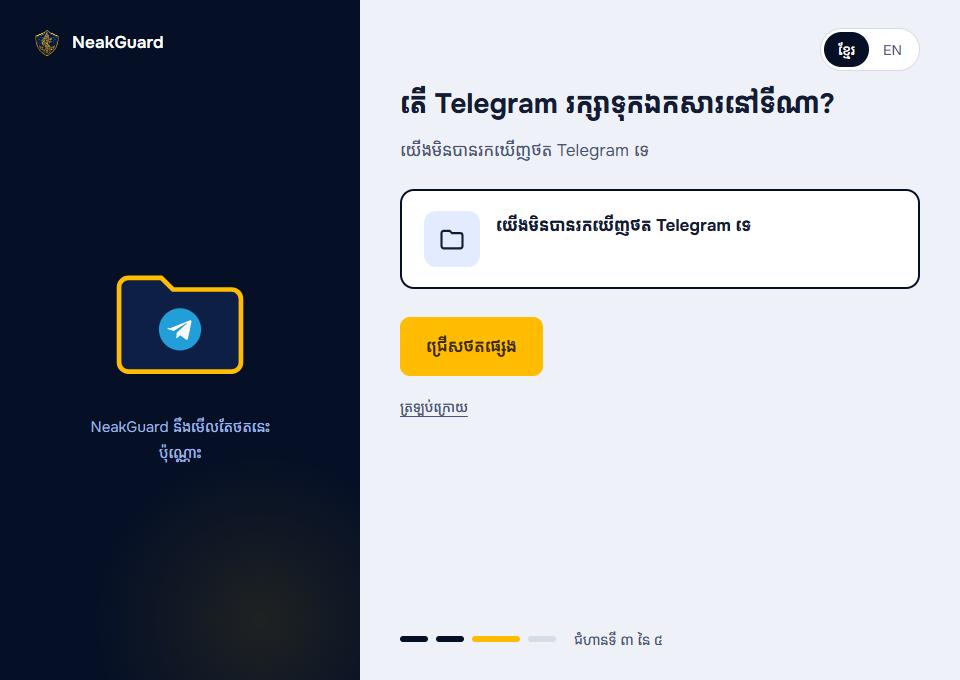 NeakGuard
NeakGuard នឹងមើលតែថតនេះ
ប៉ុណ្ណោះ
ខ្មែរ
EN
តើ Telegram រក្សាទុកឯកសារនៅទីណា?
យើងមិនបានរកឃើញថត Telegram ទេ
យើងមិនបានរកឃើញថត Telegram ទេ
ជ្រើសថតផ្សេង
ត្រឡប់ក្រោយ
ជំហានទី ៣ នៃ ៤